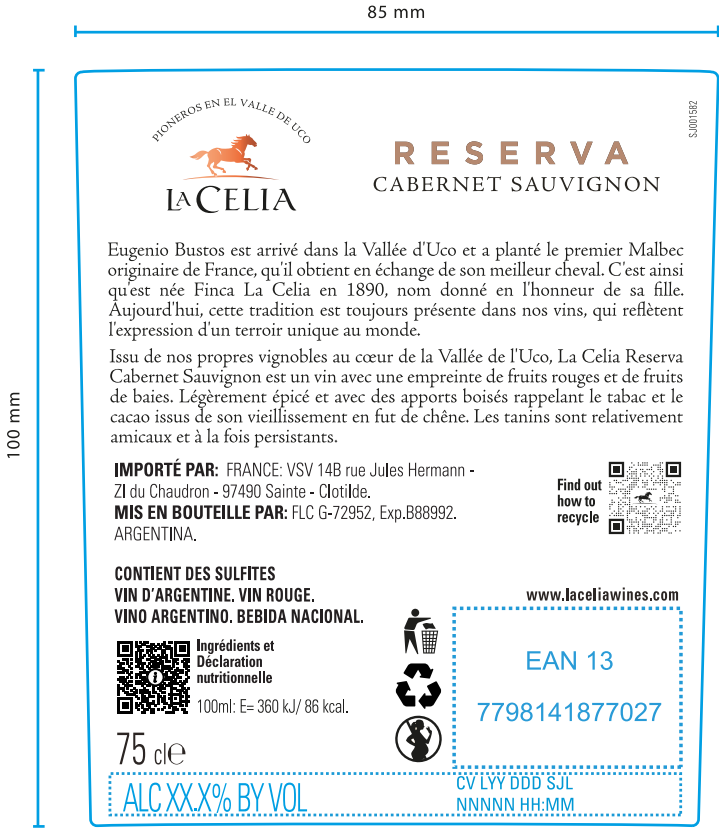 85 mm
100 mm
SJ001582
PIONEROS EN EL VALLE DE UCO
LA CELIA
RESERVA
CABERNET SAUVIGNON
Eugenio Bustos est arrivé dans la Vallée d'Uco et a planté le premier Malbec
originaire de France, qu'il obtient en échange de son meilleur cheval. C'est ainsi
qu'est née Finca La Celia en 1890, nom donné en l'honneur de sa fille.
Aujourd'hui, cette tradition est toujours présente dans nos vins, qui reflètent
l'expression d'un terroir unique au monde.
Issu de nos propres vignobles au cœur de la Vallée de l'Uco, La Celia Reserva
Cabernet Sauvignon est un vin avec une empreinte de fruits rouges et de fruits
de baies. Légèrement épicé et avec des apports boisés rappelant le tabac et le
cacao issus de son vieillissement en fut de chêne. Les tanins sont relativement
amicaux et à la fois persistants.
IMPORTÉ PAR: FRANCE: VSV 14B rue Jules Hermann -
ZI du Chaudron - 97490 Sainte - Clotilde.
MIS EN BOUTEILLE PAR: FLC G-72952, Exp.B88992.
ARGENTINA.
Find out
how to
recycle
CONTIENT DES SULFITES
VIN D'ARGENTINE. VIN ROUGE.
VINO ARGENTINO. BEBIDA NACIONAL.
www.laceliawines.com
Ingrédients et
Déclaration
nutritionnelle
100ml: E= 360 kJ/ 86 kcal.
EAN 13
7798141877027
75 cl℮
ALC XX.X% BY VOL
CV LYY DDD SJL
NNNNN HH:MM